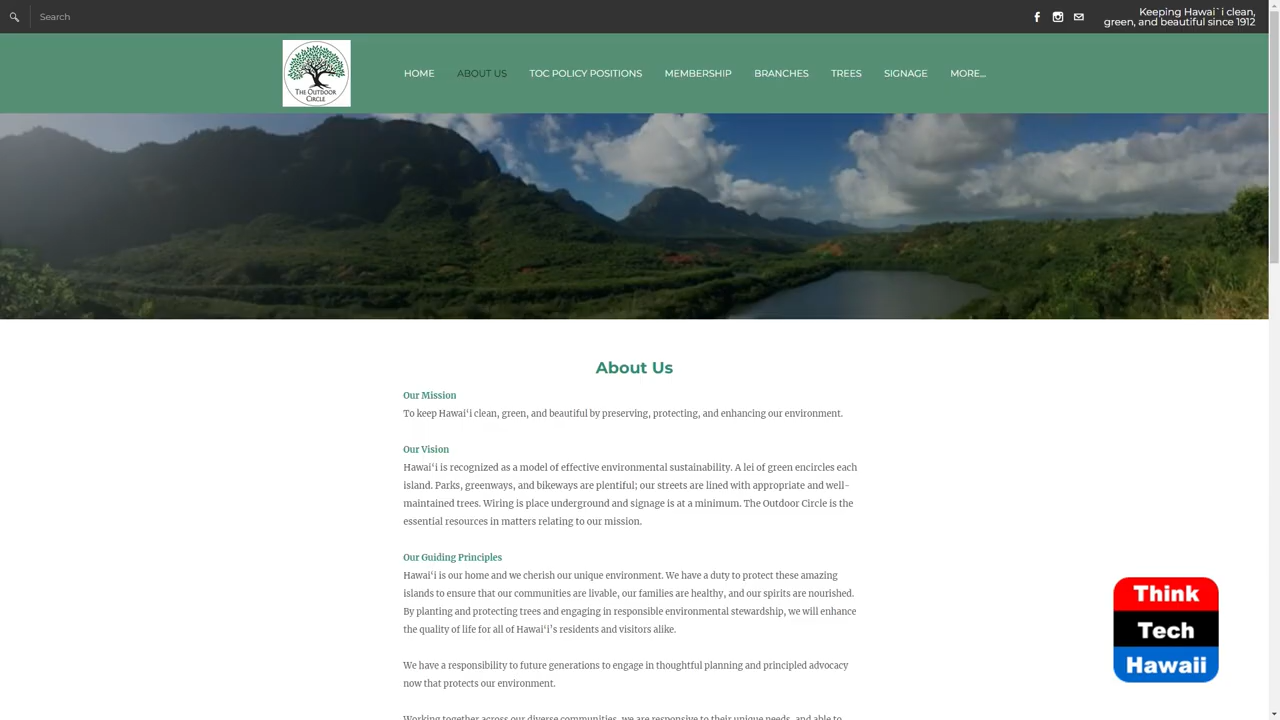 Search
Keeping Hawaiʻi clean,
green, and beautiful since 1912
THE OUTDOOR
CIRCLE
HOME
ABOUT US
TOC POLICY POSITIONS
MEMBERSHIP
BRANCHES
TREES
SIGNAGE
MORE...
About Us
Our Mission
To keep Hawaiʻi clean, green, and beautiful by preserving, protecting, and enhancing our environment.
Our Vision
Hawaiʻi is recognized as a model of effective environmental sustainability. A lei of green encircles each
island. Parks, greenways, and bikeways are plentiful; our streets are lined with appropriate and well-
maintained trees. Wiring is place underground and signage is at a minimum. The Outdoor Circle is the
essential resources in matters relating to our mission.
Our Guiding Principles
Hawaiʻi is our home and we cherish our unique environment. We have a duty to protect these amazing
islands to ensure that our communities are livable, our families are healthy, and our spirits are nourished.
By planting and protecting trees and engaging in responsible environmental stewardship, we will enhance
the quality of life for all of Hawaiʻi's residents and visitors alike.
We have a responsibility to future generations to engage in thoughtful planning and principled advocacy
now that protects our environment.
Working together across our diverse communities, we are responsive to their unique needs, and able to
Think
Tech
Hawaii